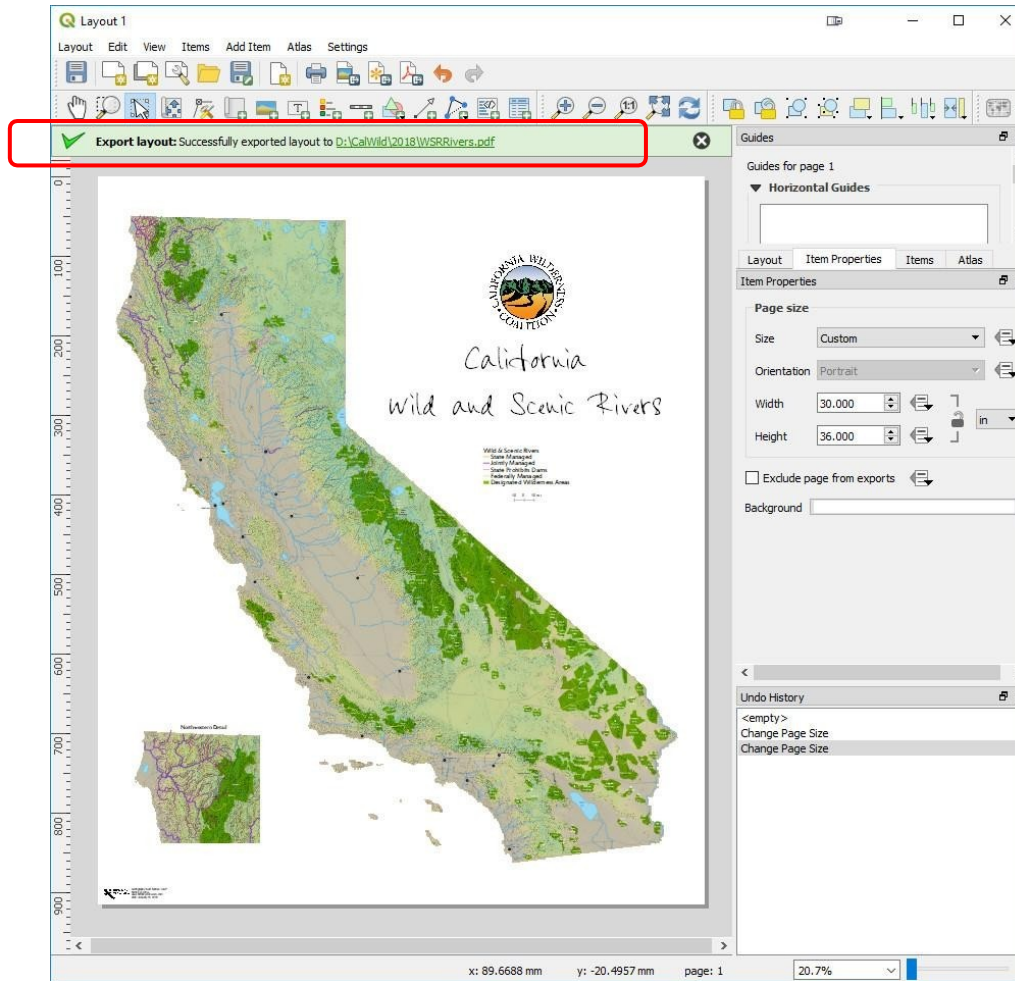 Layout 1
Layout Edit View Items Add Item Atlas Settings
Export layout: Successfully exported layout to D:\CalWild\2018\WSRRivers.pdf
Guides
Guides for page 1
Horizontal Guides
Layout Item Properties Items Atlas
Item Properties
Page size
Size Custom
Orientation Portrait
Width 30.000
in
Height 36.000
Exclude page from exports
Background
Undo History
<empty>
Change Page Size
Change Page Size
0 100 200 300 400 500 600 700 800 900
CALIFORNIA WILDERNESS COALITION
California
Wild and Scenic Rivers
Wild & Scenic Rivers
State Managed
Jointly Managed
State Prohibits Dams
Federally Managed
Designated Wilderness Areas
Northwestern Detail
x: 89.6688 mm y: -20.4957 mm page: 1 20.7%